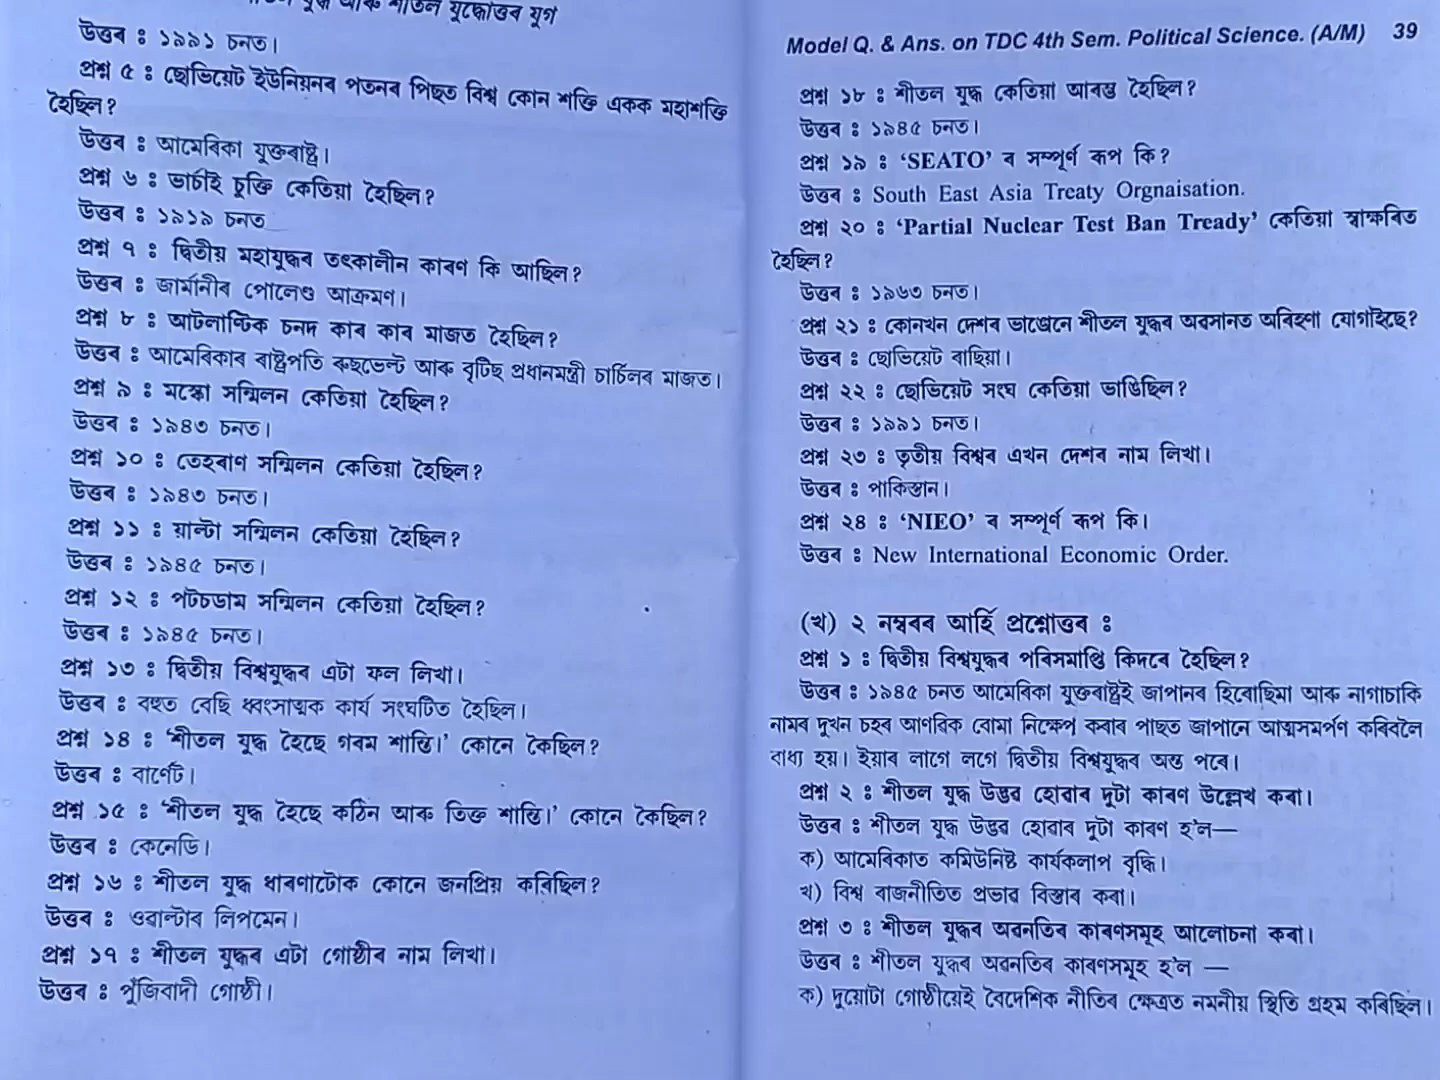 যুদ্ধ আৰু শীতল যুদ্ধোত্তৰ যুগ
উত্তৰ : ১৯৯১ চনত।
প্ৰশ্ন ৫ : ছোভিয়েট ইউনিয়নৰ পতনৰ পিছত বিশ্ব কোন শক্তি একক মহাশক্তি
হৈছিল?
উত্তৰ : আমেৰিকা যুক্তৰাষ্ট্ৰ।
প্ৰশ্ন ৬ : ভাৰ্চাই চুক্তি কেতিয়া হৈছিল?
উত্তৰ : ১৯১৯ চনত
প্ৰশ্ন ৭ : দ্বিতীয় মহাযুদ্ধৰ তৎকালীন কাৰণ কি আছিল?
উত্তৰ : জাৰ্মানীৰ পোলেণ্ড আক্ৰমণ।
প্ৰশ্ন ৮ : আটলাণ্টিক চনদ কাৰ কাৰ মাজত হৈছিল?
উত্তৰ : আমেৰিকাৰ ৰাষ্ট্ৰপতি ৰুছভেল্ট আৰু বৃটিছ প্ৰধানমন্ত্ৰী চাৰ্চিলৰ মাজত।
প্ৰশ্ন ৯ : মস্কো সন্মিলন কেতিয়া হৈছিল?
উত্তৰ : ১৯৪৩ চনত।
প্ৰশ্ন ১০ : তেহৰাণ সন্মিলন কেতিয়া হৈছিল?
উত্তৰ : ১৯৪৩ চনত।
প্ৰশ্ন ১১ : য়াল্টা সন্মিলন কেতিয়া হৈছিল?
উত্তৰ : ১৯৪৫ চনত।
প্ৰশ্ন ১২ : পটচডাম সন্মিলন কেতিয়া হৈছিল?
উত্তৰ : ১৯৪৫ চনত।
প্ৰশ্ন ১৩ : দ্বিতীয় বিশ্বযুদ্ধৰ এটা ফল লিখা।
উত্তৰ : বহুত বেছি ধ্বংসাত্মক কাৰ্য সংঘটিত হৈছিল।
প্ৰশ্ন ১৪ : ‘শীতল যুদ্ধ হৈছে গৰম শান্তি।’ কোনে কৈছিল?
উত্তৰ : বাৰ্ণেট।
প্ৰশ্ন ১৫ : ‘শীতল যুদ্ধ হৈছে কঠিন আৰু তিক্ত শান্তি।’ কোনে কৈছিল?
উত্তৰ : কেনেডি।
প্ৰশ্ন ১৬ : শীতল যুদ্ধ ধাৰণাটোক কোনে জনপ্ৰিয় কৰিছিল?
উত্তৰ : ওৱাল্টাৰ লিপমেন।
প্ৰশ্ন ১৭ : শীতল যুদ্ধৰ এটা গোষ্ঠীৰ নাম লিখা।
উত্তৰ : পুঁজিবাদী গোষ্ঠী।
Model Q. & Ans. on TDC 4th Sem. Political Science. (A/M) 39
প্ৰশ্ন ১৮ : শীতল যুদ্ধ কেতিয়া আৰম্ভ হৈছিল?
উত্তৰ : ১৯৪৫ চনত।
প্ৰশ্ন ১৯ : ‘SEATO’ ৰ সম্পূৰ্ণ ৰূপ কি?
উত্তৰ : South East Asia Treaty Orgnaisation.
প্ৰশ্ন ২০ : ‘Partial Nuclear Test Ban Tready’ কেতিয়া স্বাক্ষৰিত
হৈছিল?
উত্তৰ : ১৯৬৩ চনত।
প্ৰশ্ন ২১ : কোনখন দেশৰ ভাঙোনে শীতল যুদ্ধৰ অৱসানত অৰিহণা যোগাইছে?
উত্তৰ : ছোভিয়েট ৰাছিয়া।
প্ৰশ্ন ২২ : ছোভিয়েট সংঘ কেতিয়া ভাঙিছিল?
উত্তৰ : ১৯৯১ চনত।
প্ৰশ্ন ২৩ : তৃতীয় বিশ্বৰ এখন দেশৰ নাম লিখা।
উত্তৰ : পাকিস্তান।
প্ৰশ্ন ২৪ : ‘NIEO’ ৰ সম্পূৰ্ণ ৰূপ কি।
উত্তৰ : New International Economic Order.
(খ) ২ নম্বৰৰ আৰ্হি প্ৰশ্নোত্তৰ :
প্ৰশ্ন ১ : দ্বিতীয় বিশ্বযুদ্ধৰ পৰিসমাপ্তি কিদৰে হৈছিল?
উত্তৰ : ১৯৪৫ চনত আমেৰিকা যুক্তৰাষ্ট্ৰই জাপানৰ হিৰোছিমা আৰু নাগাচাকি
নামৰ দুখন চহৰ আণৱিক বোমা নিক্ষেপ কৰাৰ পাছত জাপানে আত্মসমৰ্পণ কৰিবলৈ
বাধ্য হয়। ইয়াৰ লাগে লগে দ্বিতীয় বিশ্বযুদ্ধৰ অন্ত পৰে।
প্ৰশ্ন ২ : শীতল যুদ্ধ উদ্ভৱ হোৱাৰ দুটা কাৰণ উল্লেখ কৰা।
উত্তৰ : শীতল যুদ্ধ উদ্ভৱ হোৱাৰ দুটা কাৰণ হ'ল—
ক) আমেৰিকাত কমিউনিষ্ট কাৰ্যকলাপ বৃদ্ধি।
খ) বিশ্ব ৰাজনীতিত প্ৰভাৱ বিস্তাৰ কৰা।
প্ৰশ্ন ৩ : শীতল যুদ্ধৰ অৱনতিৰ কাৰণসমূহ আলোচনা কৰা।
উত্তৰ : শীতল যুদ্ধৰ অৱনতিৰ কাৰণসমূহ হ'ল —
ক) দুয়োটা গোষ্ঠীয়েই বৈদেশিক নীতিৰ ক্ষেত্ৰত নমনীয় স্থিতি গ্ৰহম কৰিছিল।